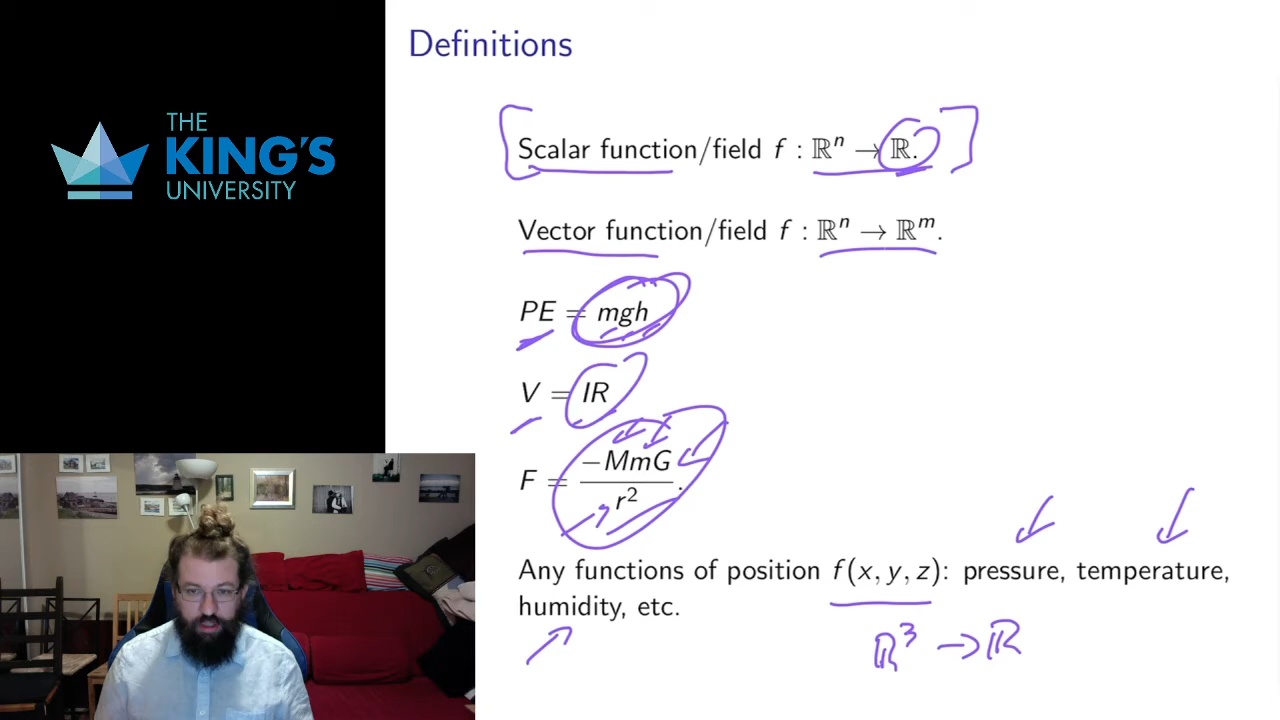 THE
KING'S
UNIVERSITY
Definitions
Scalar function/field f : ℝⁿ → ℝ.
Vector function/field f : ℝⁿ → ℝᵐ.
PE = mgh
V = IR
F = −MmG / r².
Any functions of position f(x, y, z): pressure, temperature,
humidity, etc.
ℝ³ → ℝ